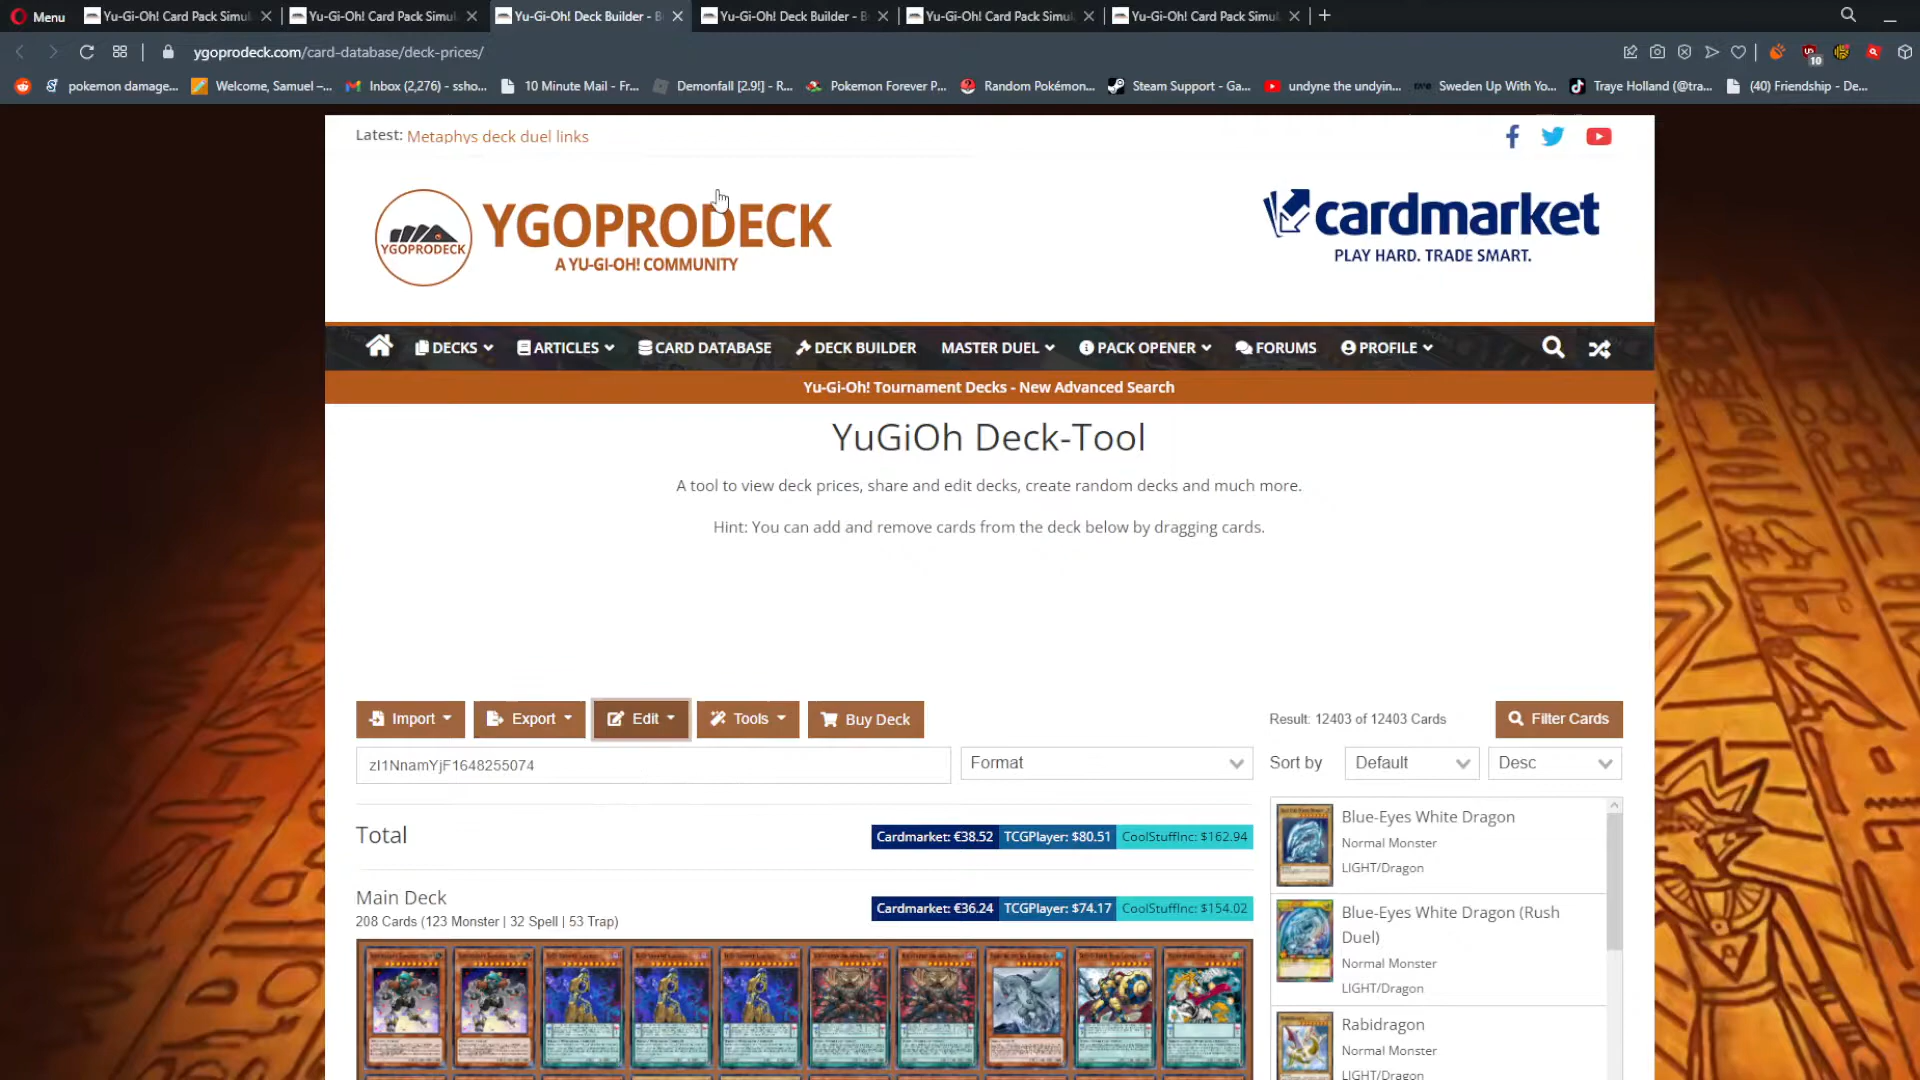 Yu-Gi-Oh! Card Pack Simul
Yu-Gi-Oh! Card Pack Simul
Yu-Gi-Oh! Deck Builder - B
Yu-Gi-Oh! Deck Builder - B
Yu-Gi-Oh! Card Pack Simul
Yu-Gi-Oh! Card Pack Simul
Menu
ygoprodeck.com/card-database/deck-prices/
10
pokemon damage...
Welcome, Samuel –...
Inbox (2,276) - ssho...
10 Minute Mail - Fr...
Demonfall [2.9!] - R...
Pokemon Forever P...
Random Pokémon...
Steam Support - Ga...
undyne the undyin...
Sweden Up With Yo...
Traye Holland (@tra...
(40) Friendship - De...
Latest: Metaphys deck duel links
YGOPRODECK
YGOPRODECK
A YU-GI-OH! COMMUNITY
cardmarket
PLAY HARD. TRADE SMART.
DECKS
ARTICLES
CARD DATABASE
DECK BUILDER
MASTER DUEL
PACK OPENER
FORUMS
PROFILE
Yu-Gi-Oh! Tournament Decks - New Advanced Search
YuGiOh Deck-Tool
A tool to view deck prices, share and edit decks, create random decks and much more.
Hint: You can add and remove cards from the deck below by dragging cards.
Import
Export
Edit
Tools
Buy Deck
Result: 12403 of 12403 Cards
Filter Cards
zI1NnamYjF1648255074
Format
Sort by
Default
Desc
Total
Cardmarket: €38.52
TCGPlayer: $80.51
CoolStuffInc: $162.94
Main Deck
208 Cards (123 Monster | 32 Spell | 53 Trap)
Cardmarket: €36.24
TCGPlayer: $74.17
CoolStuffInc: $154.02
Blue-Eyes White Dragon
Normal Monster
LIGHT/Dragon
Blue-Eyes White Dragon (Rush
Duel)
Normal Monster
LIGHT/Dragon
Rabidragon
Normal Monster
LIGHT/Dragon